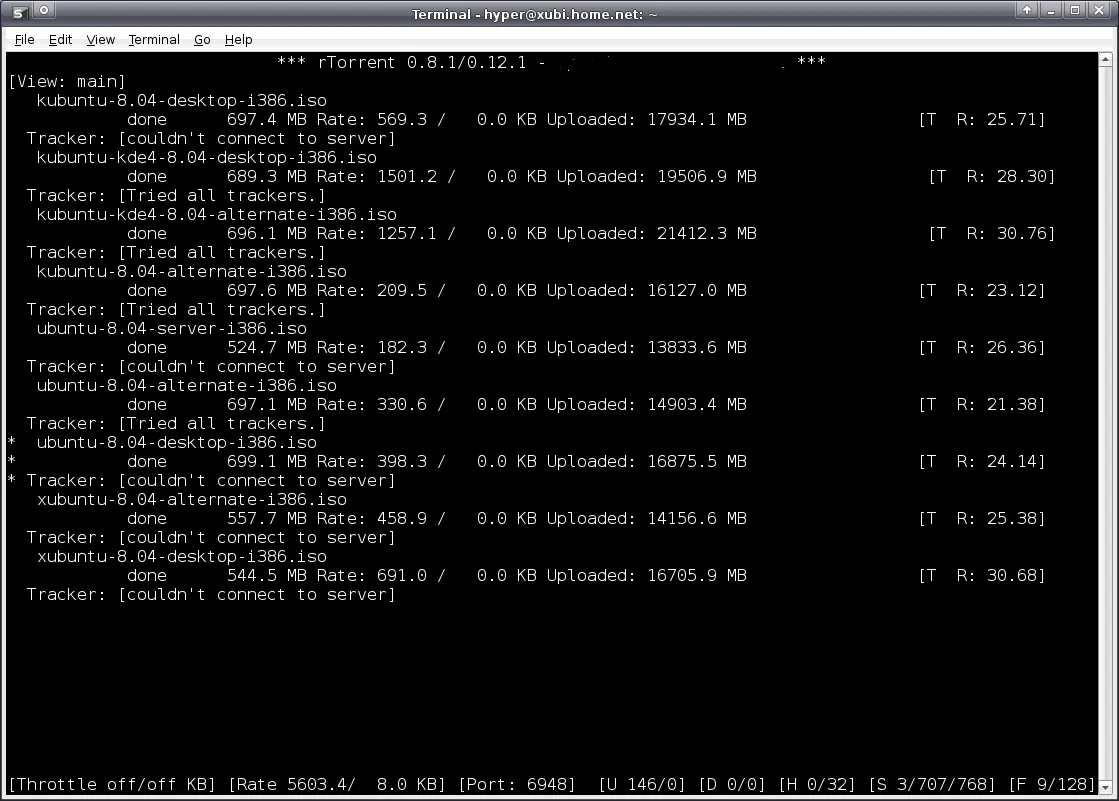 Terminal - hyper@xubi.home.net: ~
File Edit View Terminal Go Help
*** rTorrent 0.8.1/0.12.1 - ***
[View: main]
kubuntu-8.04-desktop-i386.iso
done 697.4 MB Rate: 569.3 / 0.0 KB Uploaded: 17934.1 MB [T R: 25.71]
Tracker: [couldn't connect to server]
kubuntu-kde4-8.04-desktop-i386.iso
done 689.3 MB Rate: 1501.2 / 0.0 KB Uploaded: 19506.9 MB [T R: 28.30]
Tracker: [Tried all trackers.]
kubuntu-kde4-8.04-alternate-i386.iso
done 696.1 MB Rate: 1257.1 / 0.0 KB Uploaded: 21412.3 MB [T R: 30.76]
Tracker: [Tried all trackers.]
kubuntu-8.04-alternate-i386.iso
done 697.6 MB Rate: 209.5 / 0.0 KB Uploaded: 16127.0 MB [T R: 23.12]
Tracker: [Tried all trackers.]
ubuntu-8.04-server-i386.iso
done 524.7 MB Rate: 182.3 / 0.0 KB Uploaded: 13833.6 MB [T R: 26.36]
Tracker: [couldn't connect to server]
ubuntu-8.04-alternate-i386.iso
done 697.1 MB Rate: 330.6 / 0.0 KB Uploaded: 14903.4 MB [T R: 21.38]
Tracker: [Tried all trackers.]
* ubuntu-8.04-desktop-i386.iso
* done 699.1 MB Rate: 398.3 / 0.0 KB Uploaded: 16875.5 MB [T R: 24.14]
* Tracker: [couldn't connect to server]
xubuntu-8.04-alternate-i386.iso
done 557.7 MB Rate: 458.9 / 0.0 KB Uploaded: 14156.6 MB [T R: 25.38]
Tracker: [couldn't connect to server]
xubuntu-8.04-desktop-i386.iso
done 544.5 MB Rate: 691.0 / 0.0 KB Uploaded: 16705.9 MB [T R: 30.68]
Tracker: [couldn't connect to server]
[Throttle off/off KB] [Rate 5603.4/ 8.0 KB] [Port: 6948] [U 146/0] [D 0/0] [H 0/32] [S 3/707/768] [F 9/128]